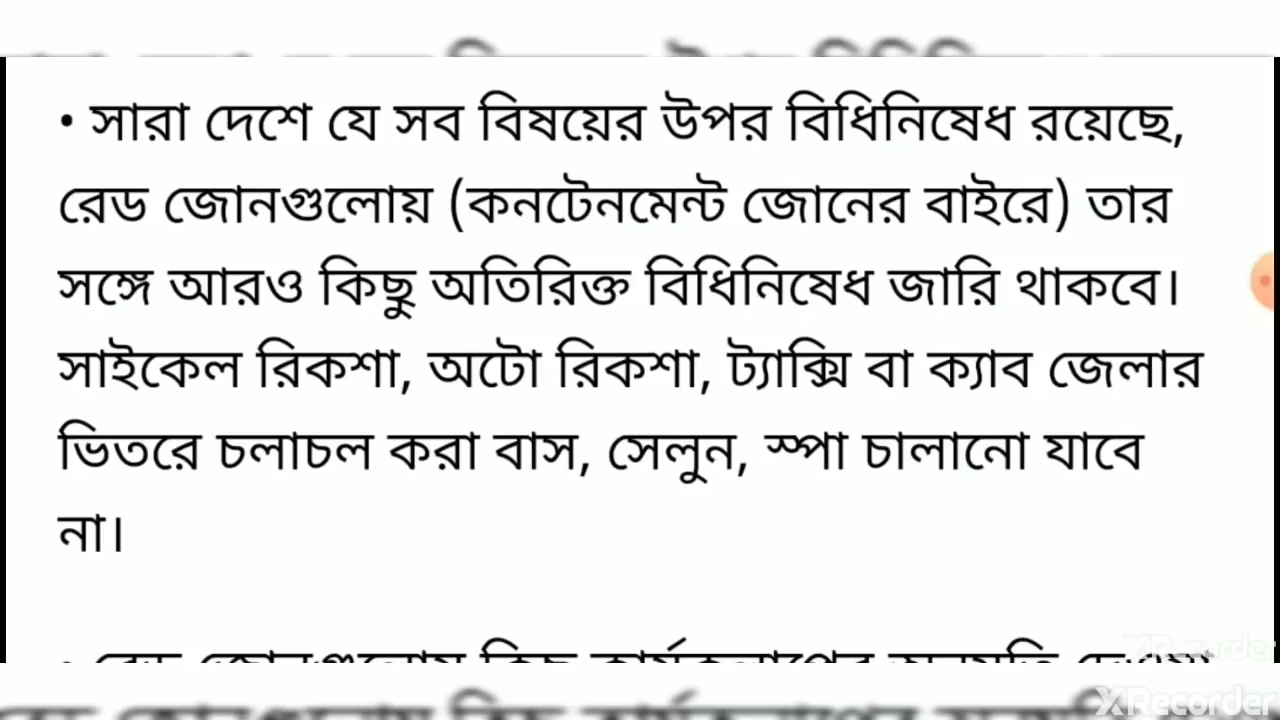 • সারা দেশে যে সব বিষয়ের উপর বিধিনিষেধ রয়েছে,
রেড জোনগুলোয় (কনটেনমেন্ট জোনের বাইরে) তার
সঙ্গে আরও কিছু অতিরিক্ত বিধিনিষেধ জারি থাকবে।
সাইকেল রিকশা, অটো রিকশা, ট্যাক্সি বা ক্যাব জেলার
ভিতরে চলাচল করা বাস, সেলুন, স্পা চালানো যাবে
না।
XRecorder